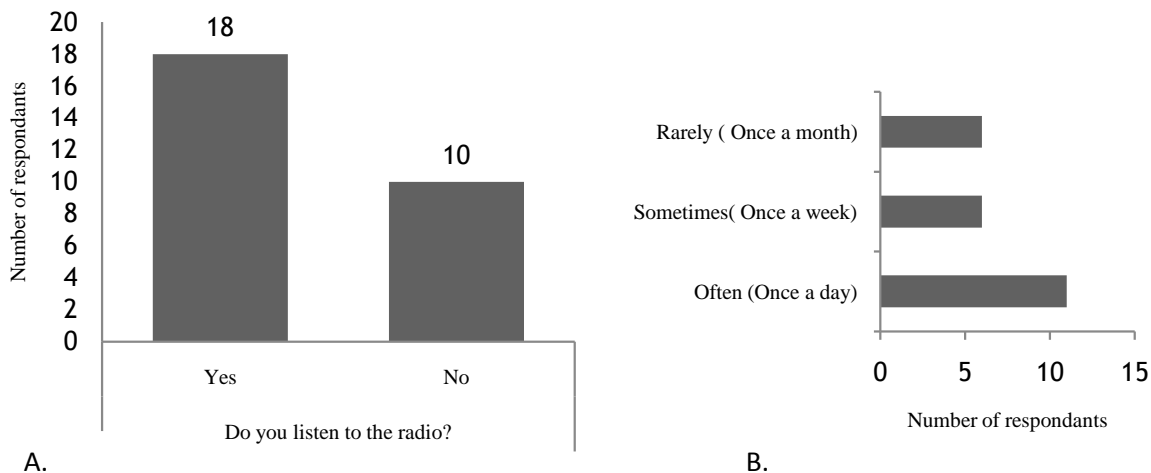 Number of respondants
20
18
16
14
12
10
8
6
4
2
0
18
10
Yes
No
Do you listen to the radio?
A.
Rarely ( Once a month)
Sometimes( Once a week)
Often (Once a day)
0 5 10 15
Number of respondants
B.